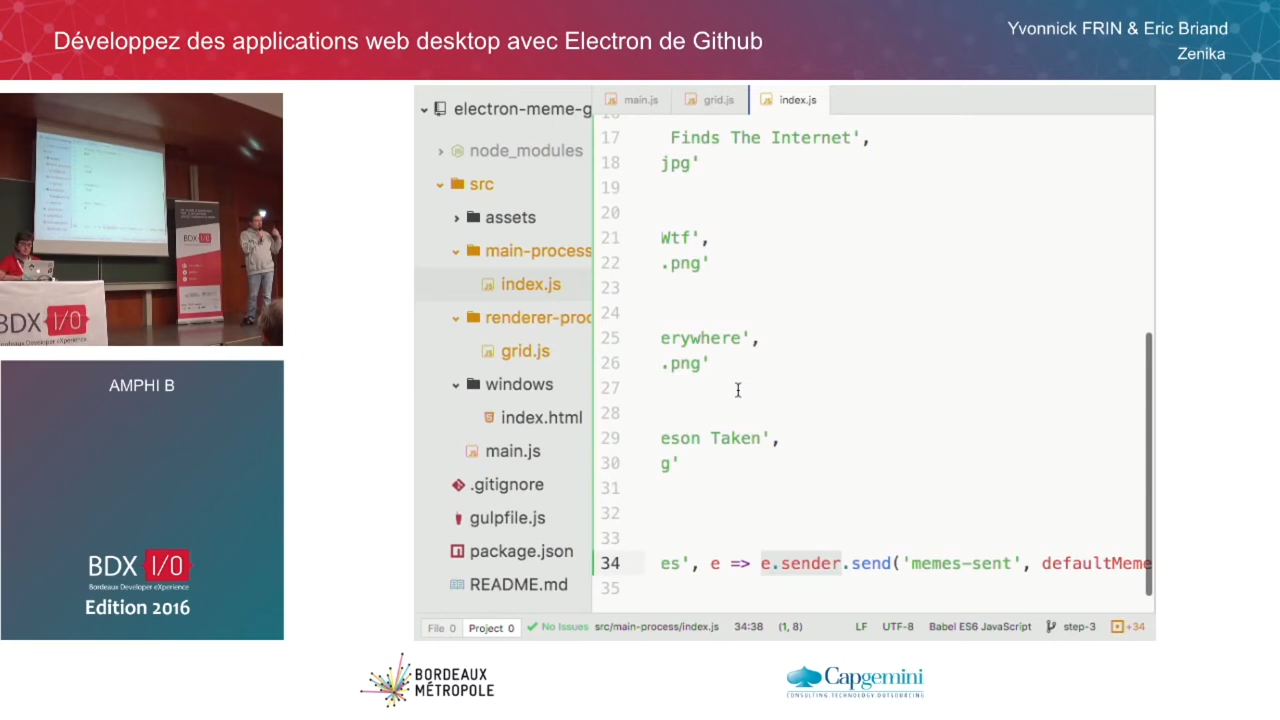 Développez des applications web desktop avec Electron de Github
Yvonnick FRIN & Eric Briand
Zenika
BDX I/O
BDX I/O
Bordeaux Developer eXperience
AMPHI B
BDX I/O
Bordeaux Developer eXperience
Edition 2016
electron-meme-g
node_modules
src
assets
main-process
index.js
renderer-proc
grid.js
windows
index.html
main.js
.gitignore
gulpfile.js
package.json
README.md
main.js
grid.js
index.js
17 Finds The Internet',
18 jpg'
19
20
21 Wtf',
22 .png'
23
24
25 erywhere',
26 .png'
27
28
29 eson Taken',
30 g'
31
32
33
34 es', e => e.sender.send('memes-sent', defaultMeme
35
File 0 Project 0 No Issues src/main-process/index.js 34:38 (1, 8) LF UTF-8 Babel ES6 JavaScript step-3 +34
BORDEAUX
MÉTROPOLE
Capgemini
CONSULTING.TECHNOLOGY.OUTSOURCING